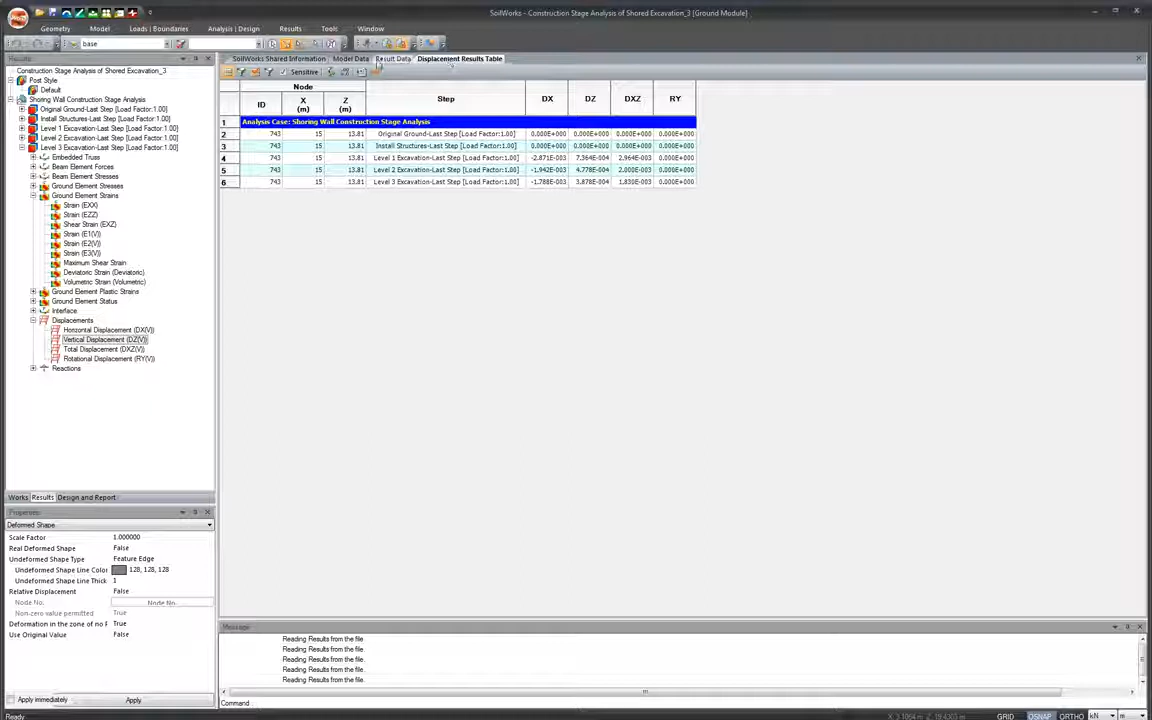 SoilWorks - Construction Stage Analysis of Shored Excavation_3 [Ground Module]
Geometry Model Loads | Boundaries Analysis | Design Results Tools Window
base
Results
SoilWorks Shared Information Model Data Result Data Displacement Results Table
Sensitive
Construction Stage Analysis of Shored Excavation_3
Post Style
Default
Shoring Wall Construction Stage Analysis
Original Ground-Last Step [Load Factor:1.00]
Install Structures-Last Step [Load Factor:1.00]
Level 1 Excavation-Last Step [Load Factor:1.00]
Level 2 Excavation-Last Step [Load Factor:1.00]
Level 3 Excavation-Last Step [Load Factor:1.00]
Embedded Truss
Beam Element Forces
Beam Element Stresses
Ground Element Stresses
Ground Element Strains
Strain (EXX)
Strain (EZZ)
Shear Strain (EXZ)
Strain (E1(V))
Strain (E2(V))
Strain (E3(V))
Maximum Shear Strain
Deviatoric Strain (Deviatoric)
Volumetric Strain (Volumetric)
Ground Element Plastic Strains
Ground Element Status
Interface
Displacements
Horizontal Displacement (DX(V))
Vertical Displacement (DZ(V))
Total Displacement (DXZ(V))
Rotational Displacement (RY(V))
Reactions
Node
ID X (m) Z (m) Step DX DZ DXZ RY
1 Analysis Case: Shoring Wall Construction Stage Analysis
2 743 15 13.81 Original Ground-Last Step [Load Factor:1.00] 0.000E+000 0.000E+000 0.000E+000 0.000E+000
3 743 15 13.81 Install Structures-Last Step [Load Factor:1.00] 0.000E+000 0.000E+000 0.000E+000 0.000E+000
4 743 15 13.81 Level 1 Excavation-Last Step [Load Factor:1.00] -2.871E-003 7.364E-004 2.964E-003 0.000E+000
5 743 15 13.81 Level 2 Excavation-Last Step [Load Factor:1.00] -1.942E-003 4.778E-004 2.000E-003 0.000E+000
6 743 15 13.81 Level 3 Excavation-Last Step [Load Factor:1.00] -1.788E-003 3.878E-004 1.830E-003 0.000E+000
Works Results Design and Report
Properties
Deformed Shape
Scale Factor 1.000000
Real Deformed Shape False
Undeformed Shape Type Feature Edge
Undeformed Shape Line Color 128, 128, 128
Undeformed Shape Line Thick 1
Relative Displacement False
Node No. Node No.
Non-zero value permitted True
Deformation in the zone of no F True
Use Original Value False
Apply immediately Apply
Message
Reading Results from the file.
Reading Results from the file.
Reading Results from the file.
Reading Results from the file.
Reading Results from the file.
Command
Ready
GRID OSNAP ORTHO kN m